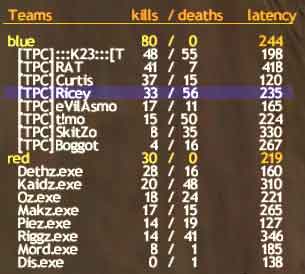 Teams kills / deaths latency
blue 80 / 0 244
[TPC]:::K23:::[T 48 / 55 198
[TPC]RAT 41 / 7 418
[TPC]Curtis 37 / 15 120
[TPC]Ricey 33 / 56 235
[TPC]eVilAsmo 17 / 11 165
[TPC]t!mo 15 / 50 224
[TPC]SkitZo 8 / 35 330
[TPC]Boggot 4 / 16 267
red 30 / 0 219
Dethz.exe 28 / 16 160
Kaidz.exe 20 / 48 310
Oz.exe 18 / 24 221
Makz.exe 17 / 15 265
Piez.exe 14 / 19 127
Riggz.exe 14 / 41 346
Mord.exe 8 / 1 185
Dis.exe 0 / 1 138